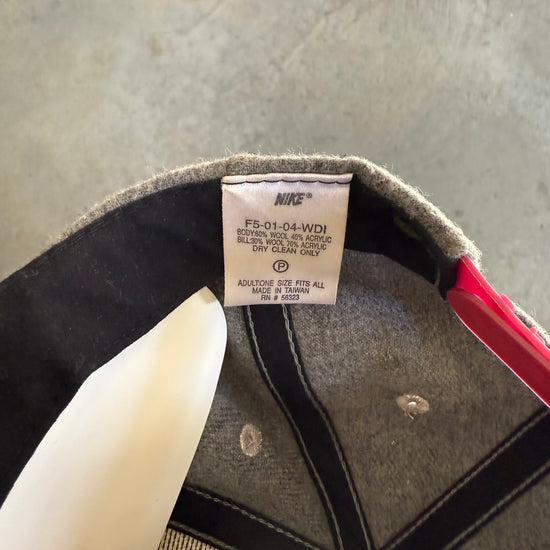 NIKE®
F5-01-04-WDI
BODY:60% WOOL 40% ACRYLIC
BILL:30% WOOL 70% ACRYLIC
DRY CLEAN ONLY
P
ADULT:ONE SIZE FITS ALL
MADE IN TAIWAN
RN # 56323